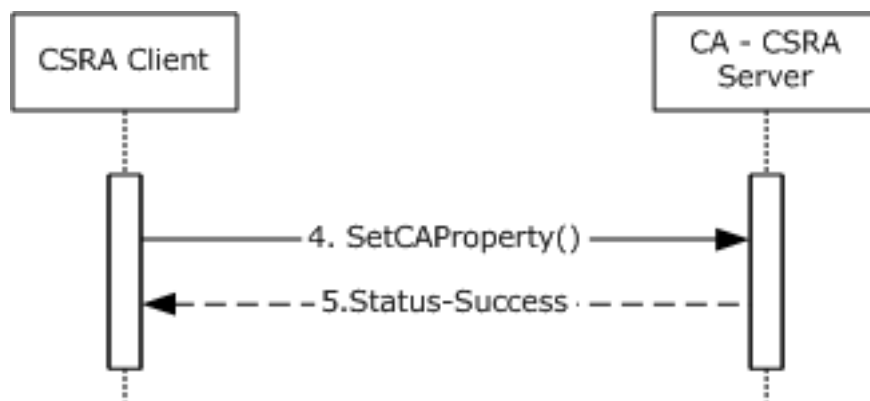 CSRA Client
CA - CSRA
Server
4. SetCAProperty()
5.Status-Success